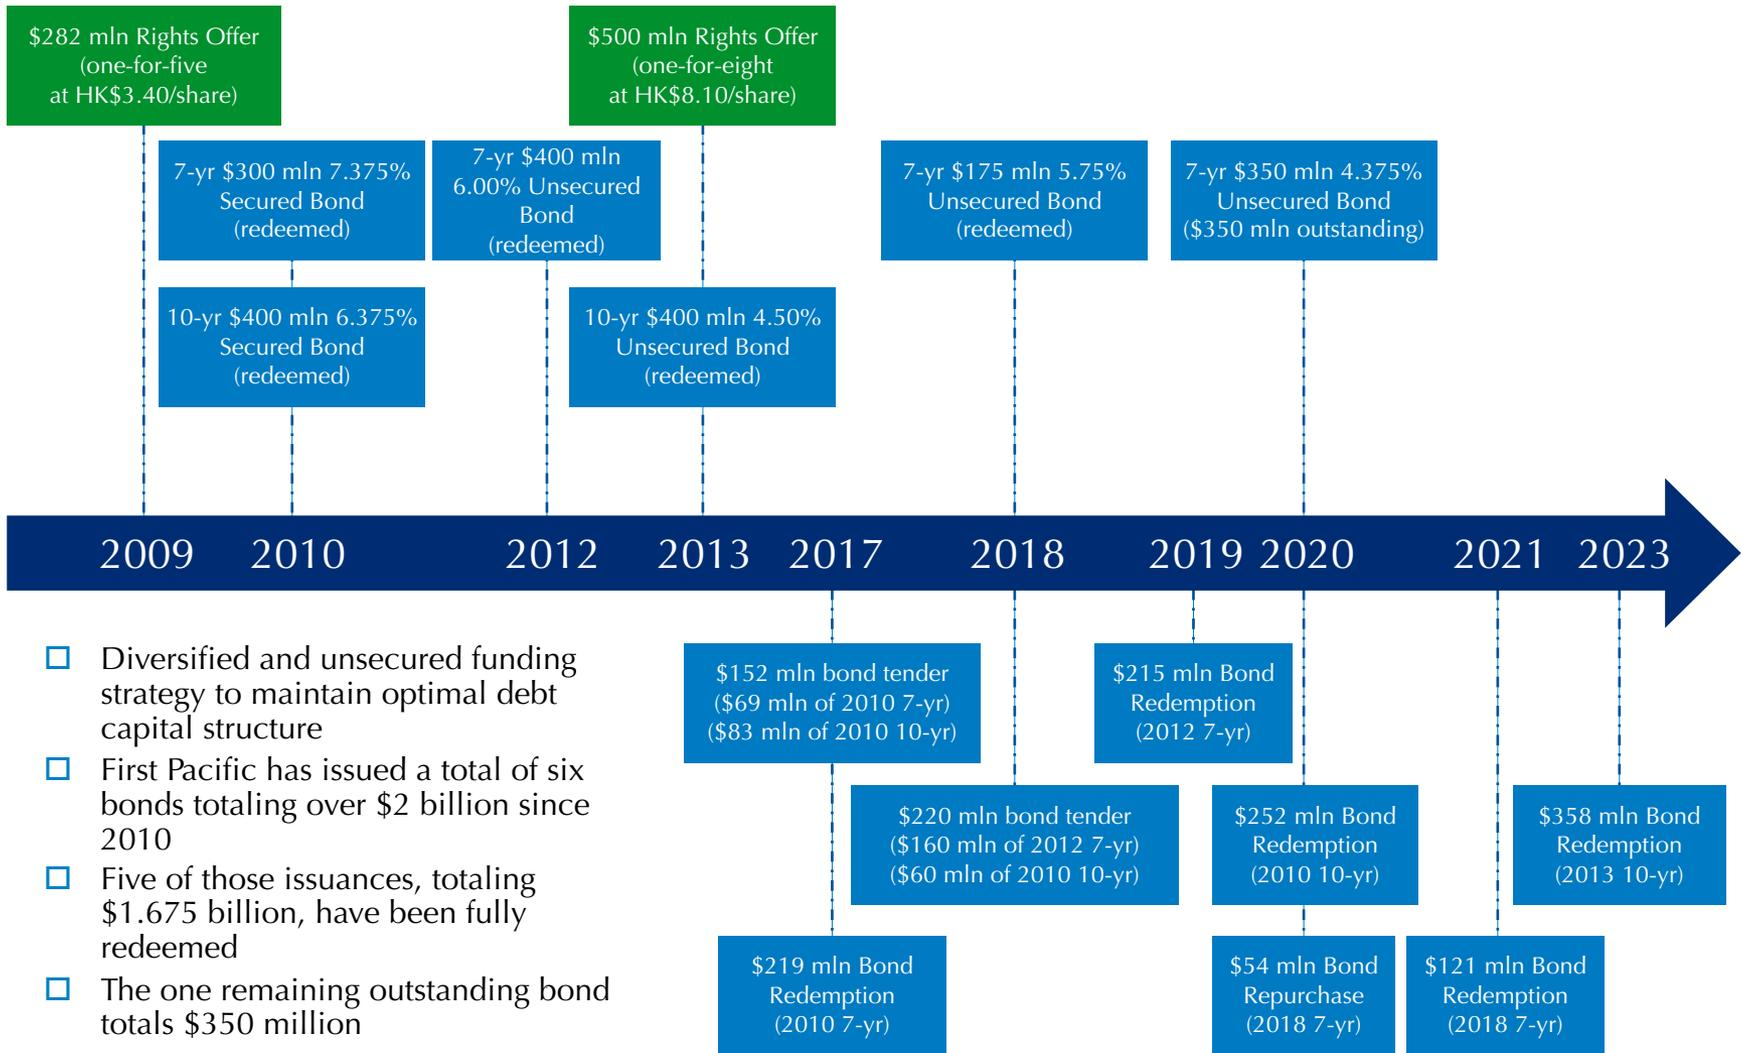 $282 mln Rights Offer
(one-for-five
at HK$3.40/share)
$500 mln Rights Offer
(one-for-eight
at HK$8.10/share)
7-yr $300 mln 7.375%
Secured Bond
(redeemed)
7-yr $400 mln
6.00% Unsecured
Bond
(redeemed)
7-yr $175 mln 5.75%
Unsecured Bond
(redeemed)
7-yr $350 mln 4.375%
Unsecured Bond
($350 mln outstanding)
10-yr $400 mln 6.375%
Secured Bond
(redeemed)
10-yr $400 mln 4.50%
Unsecured Bond
(redeemed)
2009 2010 2012 2013 2017 2018 2019 2020 2021 2023
Diversified and unsecured funding
strategy to maintain optimal debt
capital structure
First Pacific has issued a total of six
bonds totaling over $2 billion since
2010
Five of those issuances, totaling
$1.675 billion, have been fully
redeemed
The one remaining outstanding bond
totals $350 million
$152 mln bond tender
($69 mln of 2010 7-yr)
($83 mln of 2010 10-yr)
$215 mln Bond
Redemption
(2012 7-yr)
$220 mln bond tender
($160 mln of 2012 7-yr)
($60 mln of 2010 10-yr)
$252 mln Bond
Redemption
(2010 10-yr)
$358 mln Bond
Redemption
(2013 10-yr)
$219 mln Bond
Redemption
(2010 7-yr)
$54 mln Bond
Repurchase
(2018 7-yr)
$121 mln Bond
Redemption
(2018 7-yr)